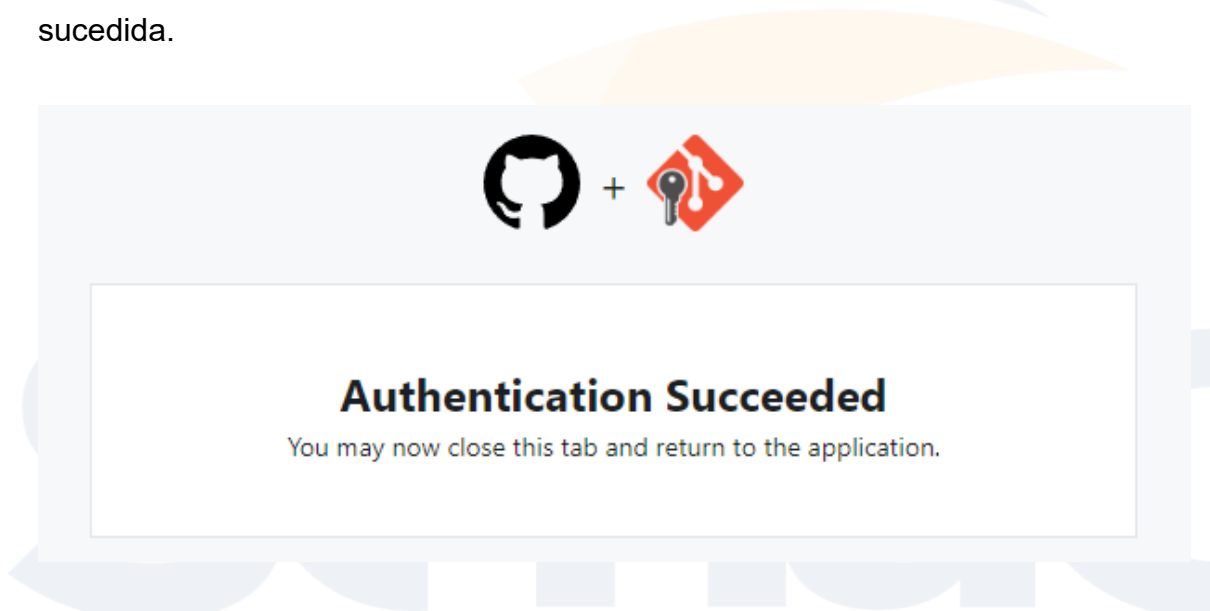 sucedida.
+
Authentication Succeeded
You may now close this tab and return to the application.